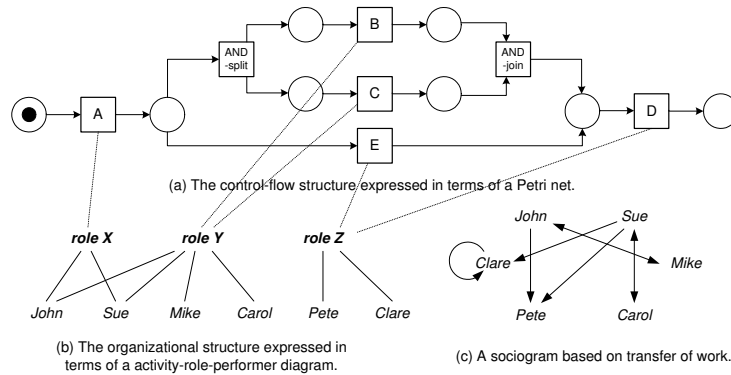 B
AND
-split
AND
-join
A
C
D
E
(a) The control-flow structure expressed in terms of a Petri net.
role X
role Y
role Z
John
Sue
Mike
Carol
Pete
Clare
(b) The organizational structure expressed in
terms of a activity-role-performer diagram.
John
Sue
Clare
Mike
Pete
Carol
(c) A sociogram based on transfer of work.